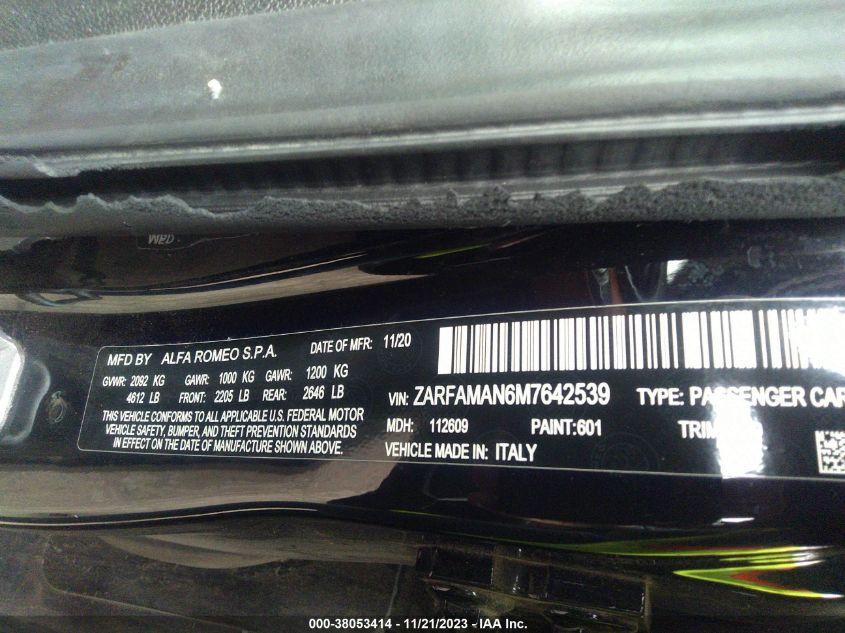 MFD BY ALFA ROMEO S.P.A. DATE OF MFR: 11/20
GVWR: 2092 KG GAWR: 1000 KG GAWR: 1200 KG
4612 LB FRONT: 2205 LB REAR: 2646 LB
THIS VEHICLE CONFORMS TO ALL APPLICABLE U.S. FEDERAL MOTOR
VEHICLE SAFETY, BUMPER, AND THEFT PREVENTION STANDARDS
IN EFFECT ON THE DATE OF MANUFACTURE SHOWN ABOVE.
VIN: ZARFAMAN6M7642539 TYPE: PASSENGER CAR
MDH: 112609 PAINT:601 TRIM
VEHICLE MADE IN: ITALY
000-38053414 - 11/21/2023 - IAA Inc.